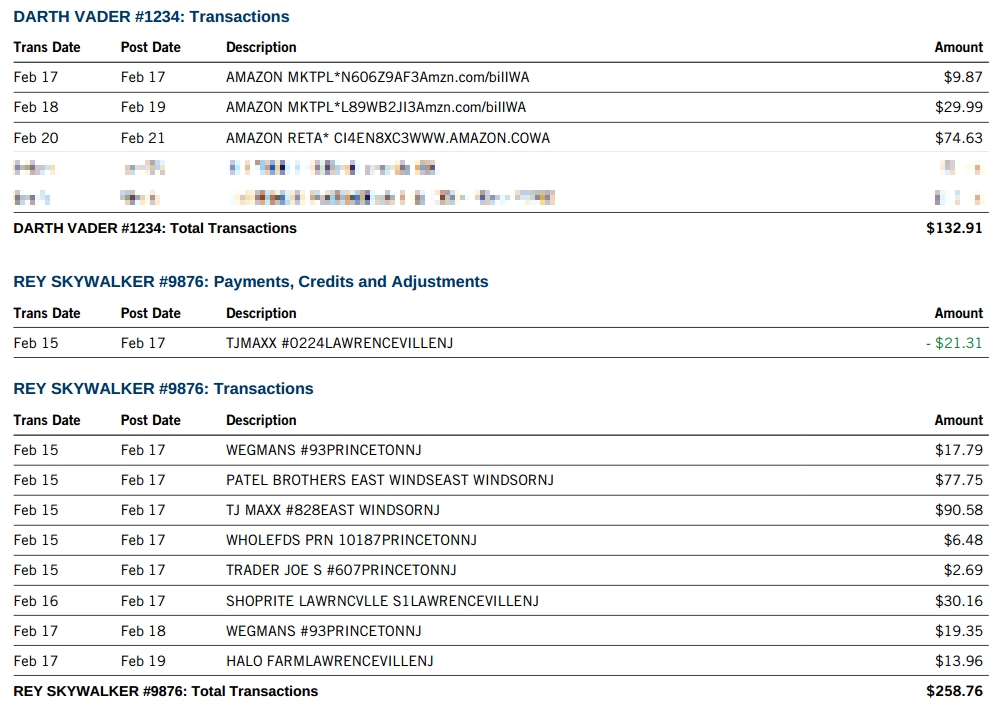 DARTH VADER #1234: Transactions
Trans Date Post Date Description Amount
Feb 17 Feb 17 AMAZON MKTPL*N606Z9AF3Amzn.com/billWA $9.87
Feb 18 Feb 19 AMAZON MKTPL*L89WB2JI3Amzn.com/billWA $29.99
Feb 20 Feb 21 AMAZON RETA* CI4EN8XC3WWW.AMAZON.COWA $74.63
DARTH VADER #1234: Total Transactions $132.91
REY SKYWALKER #9876: Payments, Credits and Adjustments
Trans Date Post Date Description Amount
Feb 15 Feb 17 TJMAXX #0224LAWRENCEVILLENJ - $21.31
REY SKYWALKER #9876: Transactions
Trans Date Post Date Description Amount
Feb 15 Feb 17 WEGMANS #93PRINCETONNJ $17.79
Feb 15 Feb 17 PATEL BROTHERS EAST WINDSEAST WINDSORNJ $77.75
Feb 15 Feb 17 TJ MAXX #828EAST WINDSORNJ $90.58
Feb 15 Feb 17 WHOLEFDS PRN 10187PRINCETONNJ $6.48
Feb 15 Feb 17 TRADER JOE S #607PRINCETONNJ $2.69
Feb 16 Feb 17 SHOPRITE LAWRNCVLLE S1LAWRENCEVILLENJ $30.16
Feb 17 Feb 18 WEGMANS #93PRINCETONNJ $19.35
Feb 17 Feb 19 HALO FARMLAWRENCEVILLENJ $13.96
REY SKYWALKER #9876: Total Transactions $258.76